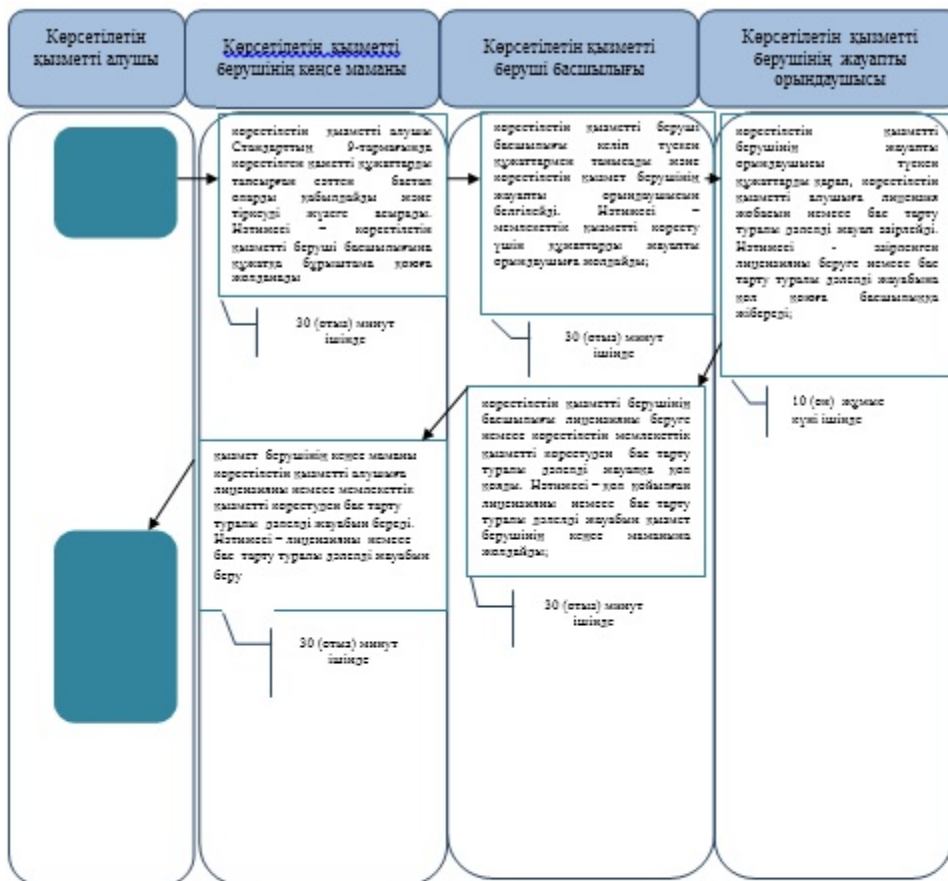 Көрсетілетін
қызметті алушы
Көрсетілетін қызметті
берушінің кеңсе маманы
Көрсетілетін қызметті
беруші басшылығы
Көрсетілетін қызметті
берушінің жауапты
орындаушысы
көрсетілетін қызметті алушы
Стандарттың 9-тармағында
көрсетілген қажетті құжаттарды
тапсырған сәттен бастап
оларды қабылдайды және
тіркеуді жүзеге асырады.
Нәтижесі – көрсетілетін
қызметті беруші басшылығына
құжатқа бұрыштама қоюға
жолданады
30 (отыз) минут
ішінде
көрсетілетін қызметті беруші
басшылығы келіп түскен
құжаттармен танысады және
көрсетілетін қызмет берушінің
жауапты орындаушысын
белгілейді. Нәтижесі –
мемлекеттік қызметті көрсету
үшін құжаттарды жауапты
орындаушыға жолдайды;
30 (отыз) минут
ішінде
көрсетілетін қызметті
берушінің жауапты
орындаушысы түскен
құжаттарды қарап, көрсетілетін
қызметті алушыға лицензия
жобасын немесе бас тарту
туралы дәлелді жауап әзірлейді.
Нәтижесі - әзірленген
лицензияны беруге немесе бас
тарту туралы дәлелді жауабына
қол қоюға басшылыққа
жібереді;
10 (он) жұмыс
күні ішінде
көрсетілетін қызметті берушінің
басшылығы лицензияны беруге
немесе көрсетілетін мемлекеттік
қызметті көрсетуден бас тарту
туралы дәлелді жауапқа қол
қояды. Нәтижесі – қол қойылған
лицензияны немесе бас тарту
туралы дәлелді жауабын қызмет
берушінің кеңсе маманына
жолдайды;
30 (отыз) минут
ішінде
қызмет берушінің кеңсе маманы
көрсетілетін қызметті алушыға
лицензияны немесе мемлекеттік
қызметті көрсетуден бас тарту
туралы дәлелді жауабын береді.
Нәтижесі – лицензияны немесе
бас тарту туралы дәлелді жауабын
беру
30 (отыз) минут
ішінде